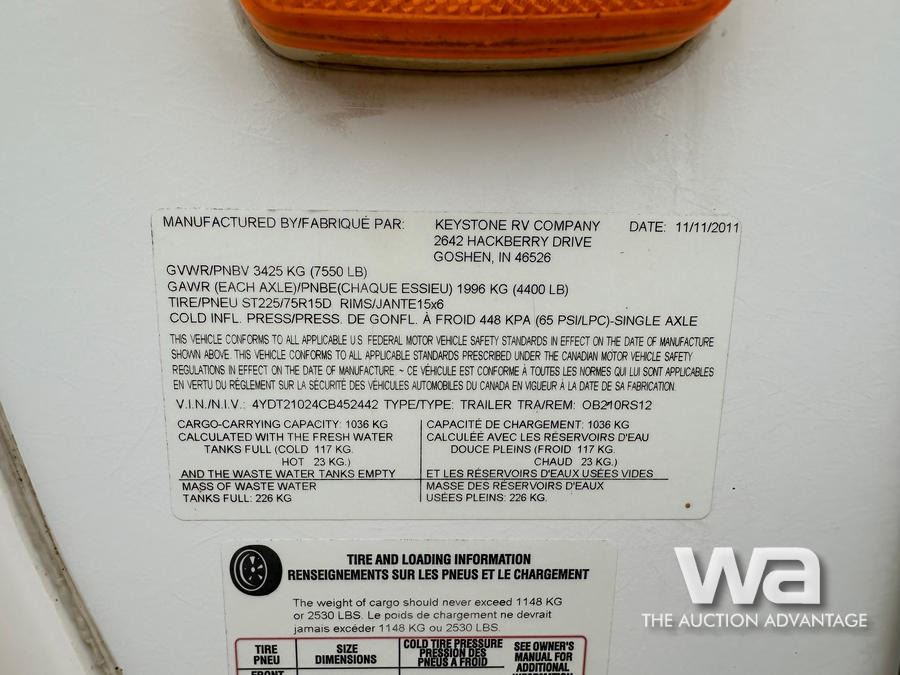 MANUFACTURED BY/FABRIQUÉ PAR: KEYSTONE RV COMPANY DATE: 11/11/2011
2642 HACKBERRY DRIVE
GOSHEN, IN 46526
GVWR/PNBV 3425 KG (7550 LB)
GAWR (EACH AXLE)/PNBE(CHAQUE ESSIEU) 1996 KG (4400 LB)
TIRE/PNEU ST225/75R15D RIMS/JANTE15x6
COLD INFL. PRESS/PRESS. DE GONFL. À FROID 448 KPA (65 PSI/LPC)-SINGLE AXLE
THIS VEHICLE CONFORMS TO ALL APPLICABLE U.S. FEDERAL MOTOR VEHICLE SAFETY STANDARDS IN EFFECT ON THE DATE OF MANUFACTURE
SHOWN ABOVE. THIS VEHICLE CONFORMS TO ALL APPLICABLE STANDARDS PRESCRIBED UNDER THE CANADIAN MOTOR VEHICLE SAFETY
REGULATIONS IN EFFECT ON THE DATE OF MANUFACTURE. ~ CE VÉHICULE EST CONFORME À TOUTES LES NORMES QUI LUI SONT APPLICABLES
EN VERTU DU RÈGLEMENT SUR LA SÉCURITÉ DES VÉHICULES AUTOMOBILES DU CANADA EN VIGUEUR À LA DATE DE SA FABRICATION.
V.I.N./N.I.V.: 4YDT21024CB452442 TYPE/TYPE: TRAILER TRA/REM: OB210RS12
CARGO-CARRYING CAPACITY: 1036 KG
CALCULATED WITH THE FRESH WATER
TANKS FULL (COLD 117 KG.
HOT 23 KG.)
AND THE WASTE WATER TANKS EMPTY
MASS OF WASTE WATER
TANKS FULL: 226 KG
CAPACITÉ DE CHARGEMENT: 1036 KG
CALCULÉE AVEC LES RÉSERVOIRS D'EAU
DOUCE PLEINS (FROID 117 KG.
CHAUD 23 KG.)
ET LES RÉSERVOIRS D'EAUX USÉES VIDES
MASSE DES RÉSERVOIRS D'EAUX
USÉES PLEINS: 226 KG.
TIRE AND LOADING INFORMATION
RENSEIGNEMENTS SUR LES PNEUS ET LE CHARGEMENT
The weight of cargo should never exceed 1148 KG
or 2530 LBS. Le poids de chargement ne devrait
jamais excéder 1148 KG ou 2530 LBS.
TIRE
PNEU
SIZE
DIMENSIONS
COLD TIRE PRESSURE
PRESSION DES
PNEUS A FROID
SEE OWNER'S
MANUAL FOR
ADDITIONAL
INFORMATION
FRONT
wa
THE AUCTION ADVANTAGE